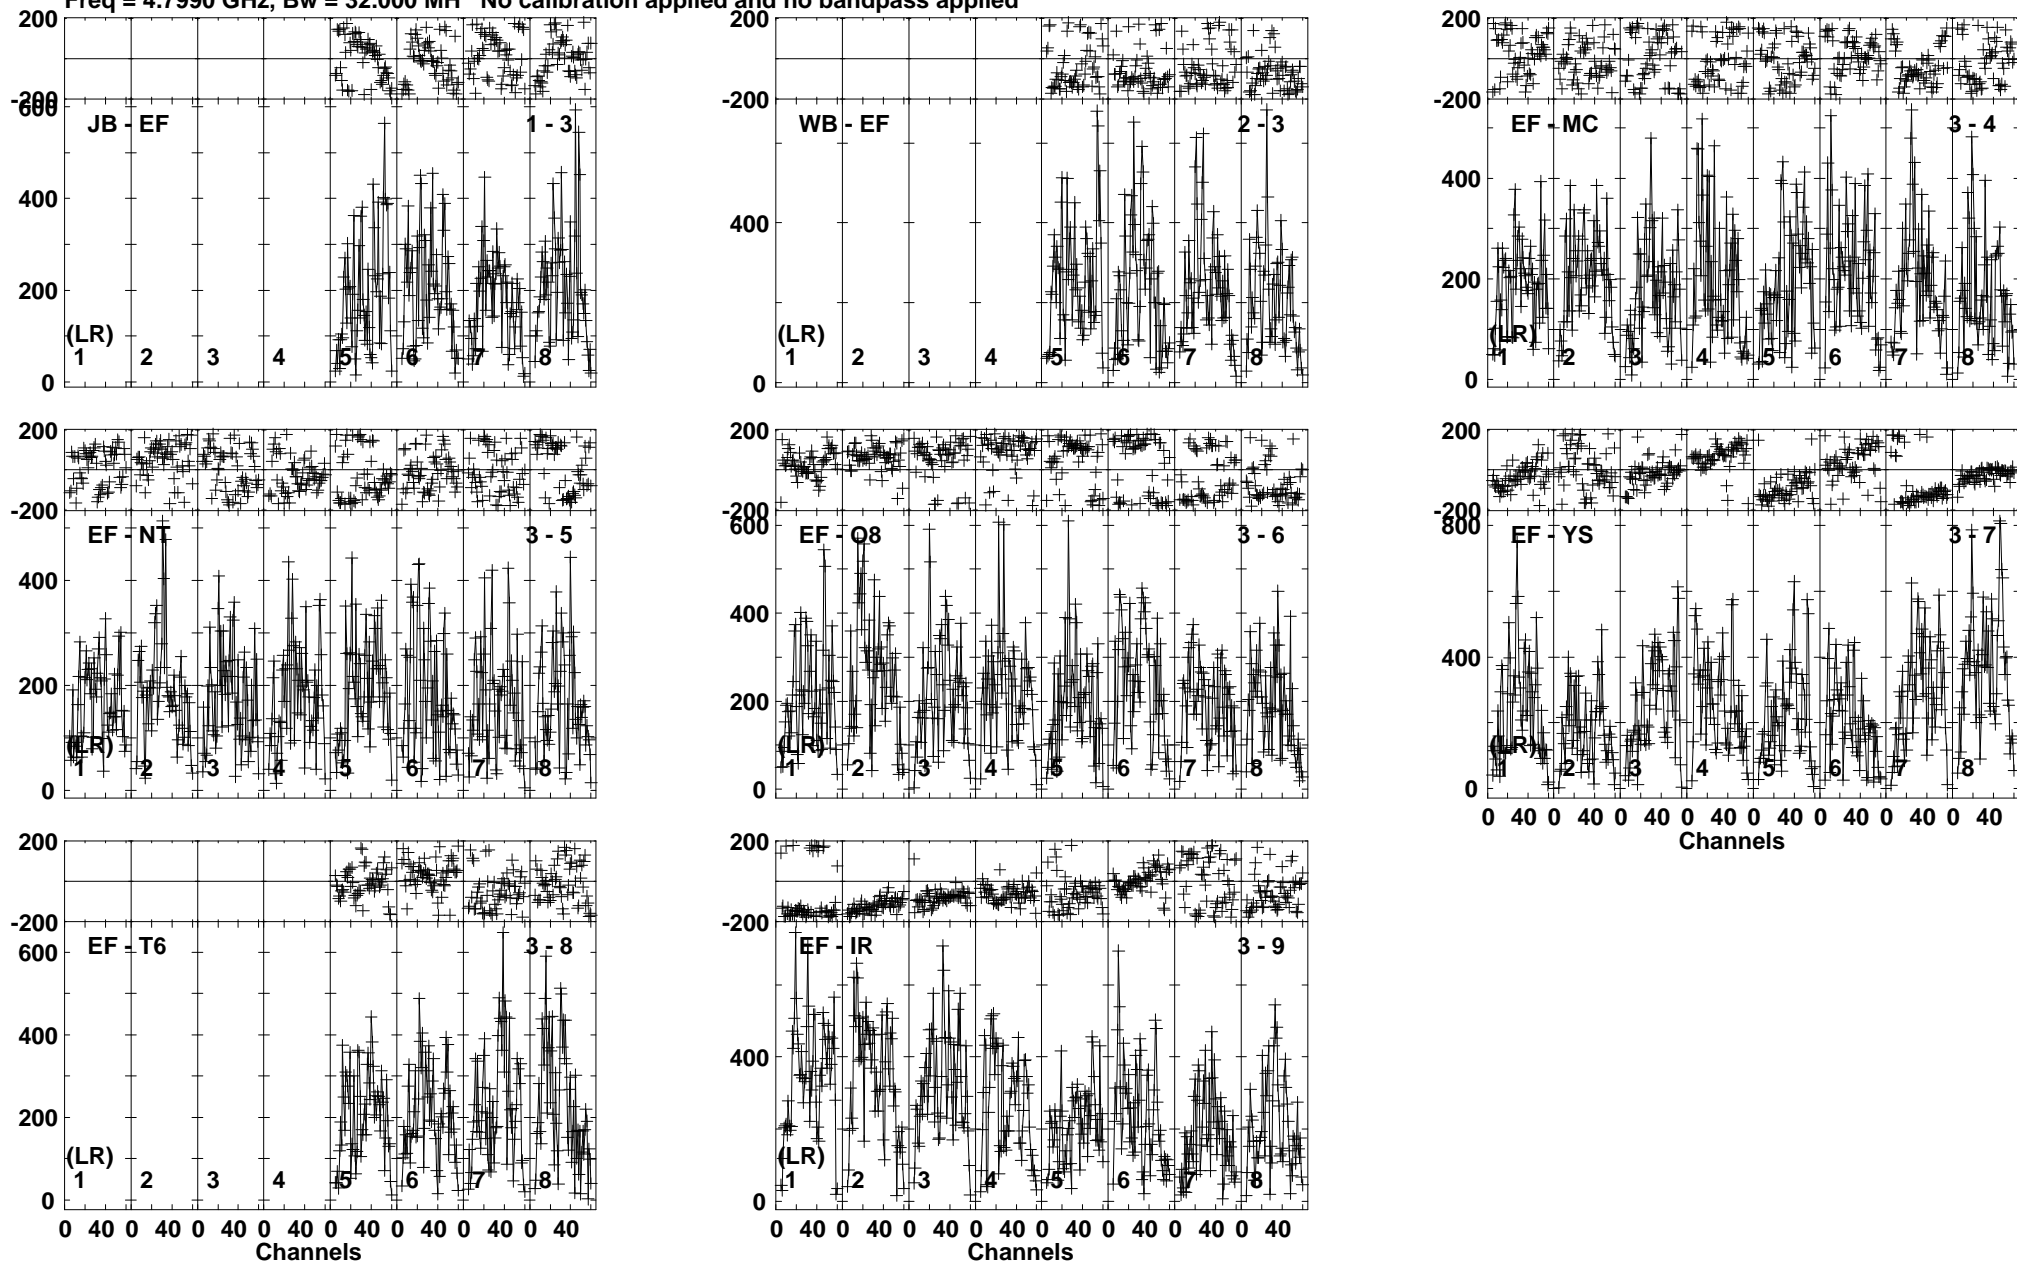 Freq = 4.7990 GHz, Bw = 32.000 MH No calibration applied and no bandpass applied
200
-200
600
400
200
0
JB - EF
1 - 3
(LR)
1 2 3 4 5 6 7 8
200
-200
400
0
WB - EF
2 - 3
(LR)
1 2 3 4 5 6 7 8
200
-200
400
200
0
EF - MC
3 - 4
(LR)
1 2 3 4 5 6 7 8
200
-200
400
200
0
EF - NT
3 - 5
(LR)
1 2 3 4 5 6 7 8
200
-200
600
400
200
0
EF - O8
3 - 6
(LR)
1 2 3 4 5 6 7 8
200
-200
800
400
0
EF - YS
3 - 7
(LR)
1 2 3 4 5 6 7 8
0 40 0 40 0 40 0 40 0 40 0 40 0 40 0 40
Channels
200
-200
600
400
200
0
EF - T6
3 - 8
(LR)
1 2 3 4 5 6 7 8
0 40 0 40 0 40 0 40 0 40 0 40 0 40 0 40
Channels
200
-200
400
0
EF - IR
3 - 9
(LR)
1 2 3 4 5 6 7 8
0 40 0 40 0 40 0 40 0 40 0 40 0 40 0 40
Channels